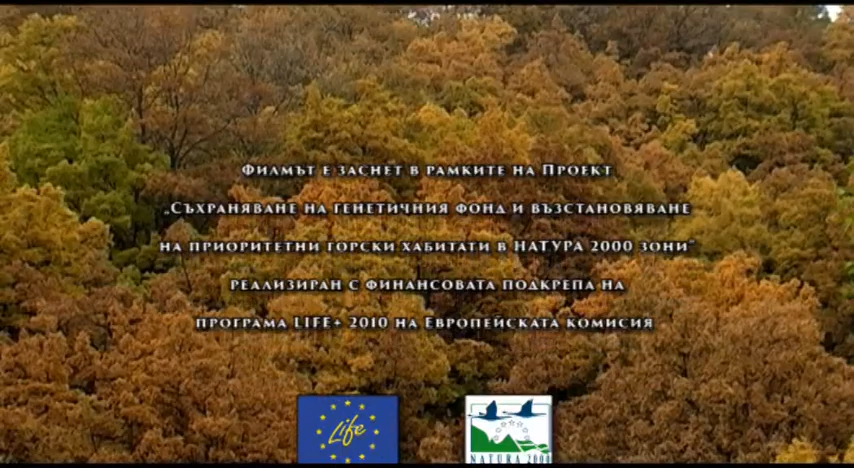 Филмът е заснет в рамките на Проект
„Съхраняване на генетичния фонд и възстановяване
на приоритетни горски хабитати в НАТУРА 2000 зони“
реализиран с финансовата подкрепа на
програма LIFE+ 2010 на Европейската комисия
Life
NATURA 2000